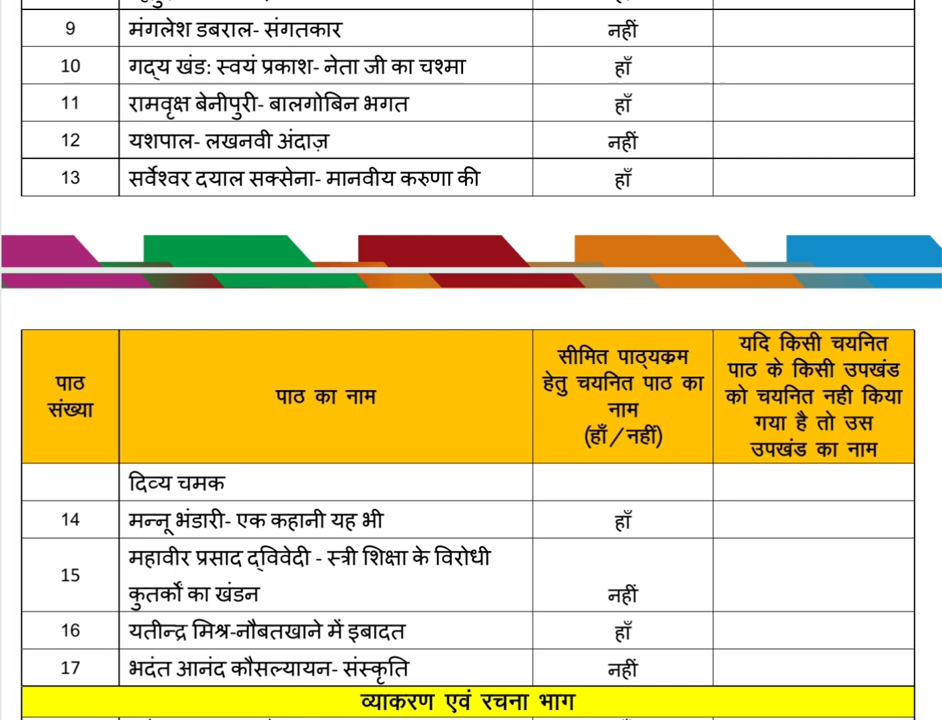 9 मंगलेश डबराल- संगतकार नहीं
10 गद्य खंड: स्वयं प्रकाश- नेता जी का चश्मा हाँ
11 रामवृक्ष बेनीपुरी- बालगोबिन भगत हाँ
12 यशपाल- लखनवी अंदाज़ नहीं
13 सर्वेश्वर दयाल सक्सेना- मानवीय करुणा की हाँ
पाठ
संख्या
पाठ का नाम
सीमित पाठ्यक्रम
हेतु चयनित पाठ का
नाम
(हाँ/नहीं)
यदि किसी चयनित
पाठ के किसी उपखंड
को चयनित नही किया
गया है तो उस
उपखंड का नाम
दिव्य चमक
14 मन्नू भंडारी- एक कहानी यह भी हाँ
15 महावीर प्रसाद द्विवेदी - स्त्री शिक्षा के विरोधी
कुतर्कों का खंडन नहीं
16 यतीन्द्र मिश्र-नौबतखाने में इबादत हाँ
17 भदंत आनंद कौसल्यायन- संस्कृति नहीं
व्याकरण एवं रचना भाग